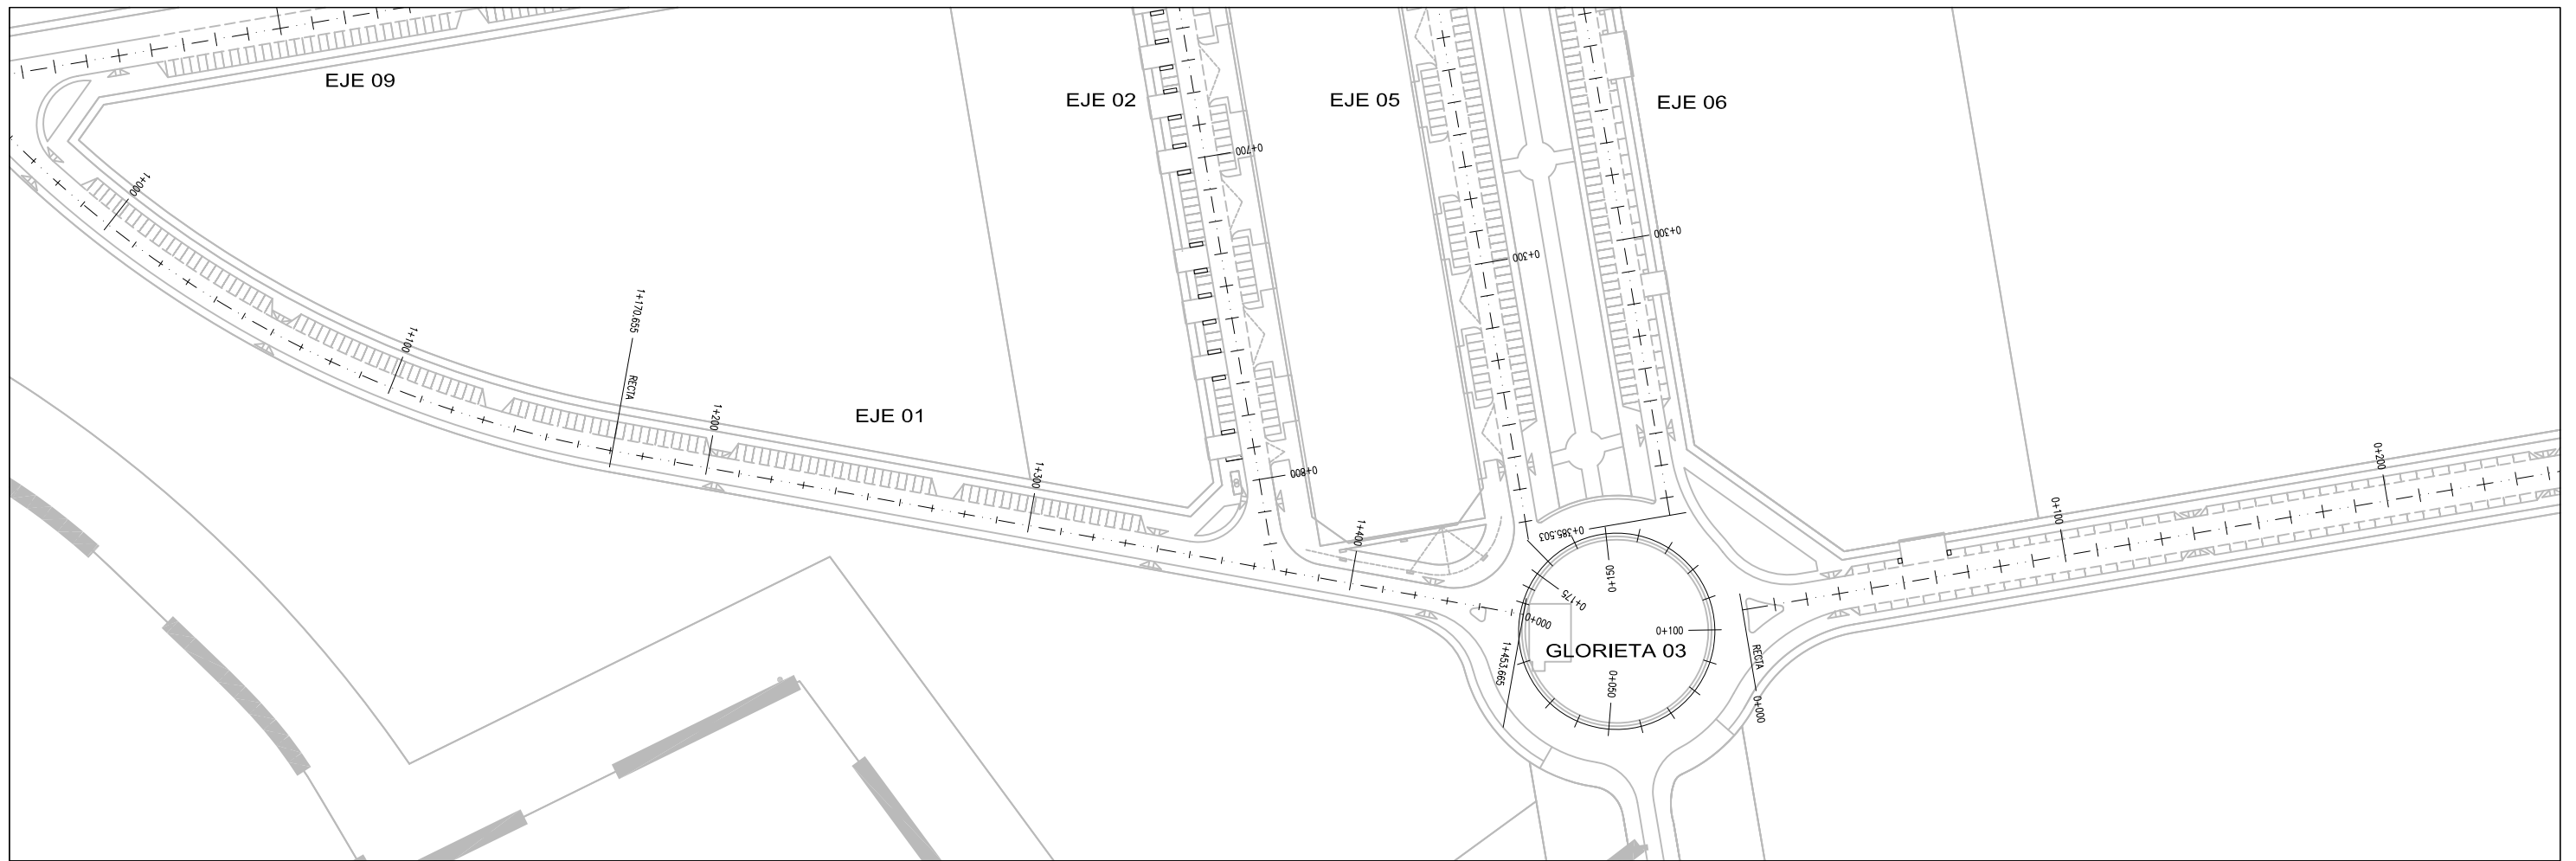 EJE 09
EJE 02
EJE 05
EJE 06
0+700
1+000
0+300
0+300
1+170.655
1+100
RECTA
1+200
EJE 01
1+300
0+800
0+200
0+100
1+400
0+385.503
0+150
0+175
0+000
0+100
GLORIETA 03
1+453.665
RECTA
0+050
0+000